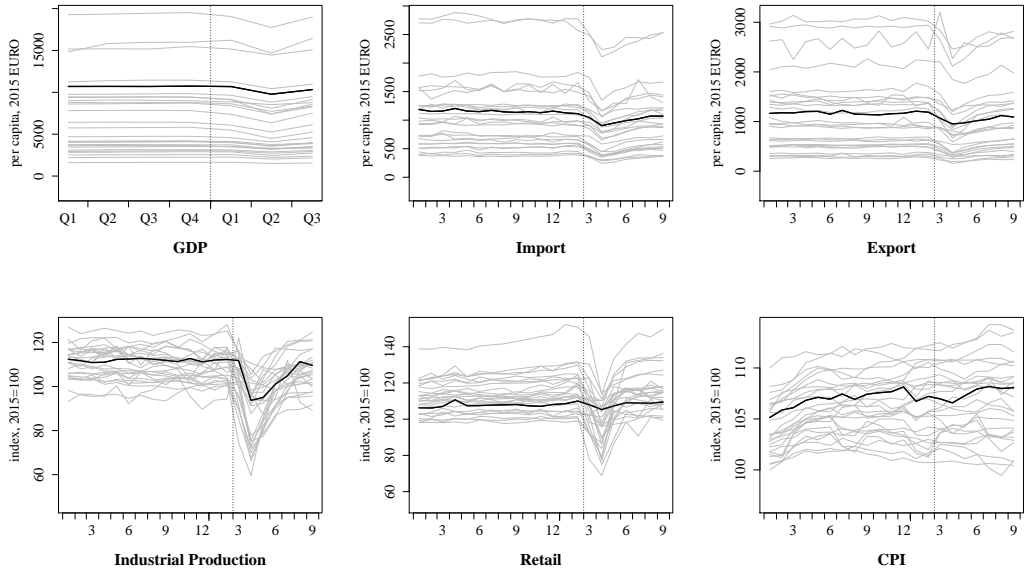 per capita, 2015 EURO
0 5000 15000
Q1 Q2 Q3 Q4 Q1 Q2 Q3
GDP
per capita, 2015 EURO
0 500 1500 2500
3 6 9 12 3 6 9
Import
per capita, 2015 EURO
0 1000 2000 3000
3 6 9 12 3 6 9
Export
index, 2015=100
60 80 100 120
3 6 9 12 3 6 9
Industrial Production
index, 2015=100
60 80 100 120 140
3 6 9 12 3 6 9
Retail
index, 2015=100
100 105 110
3 6 9 12 3 6 9
CPI